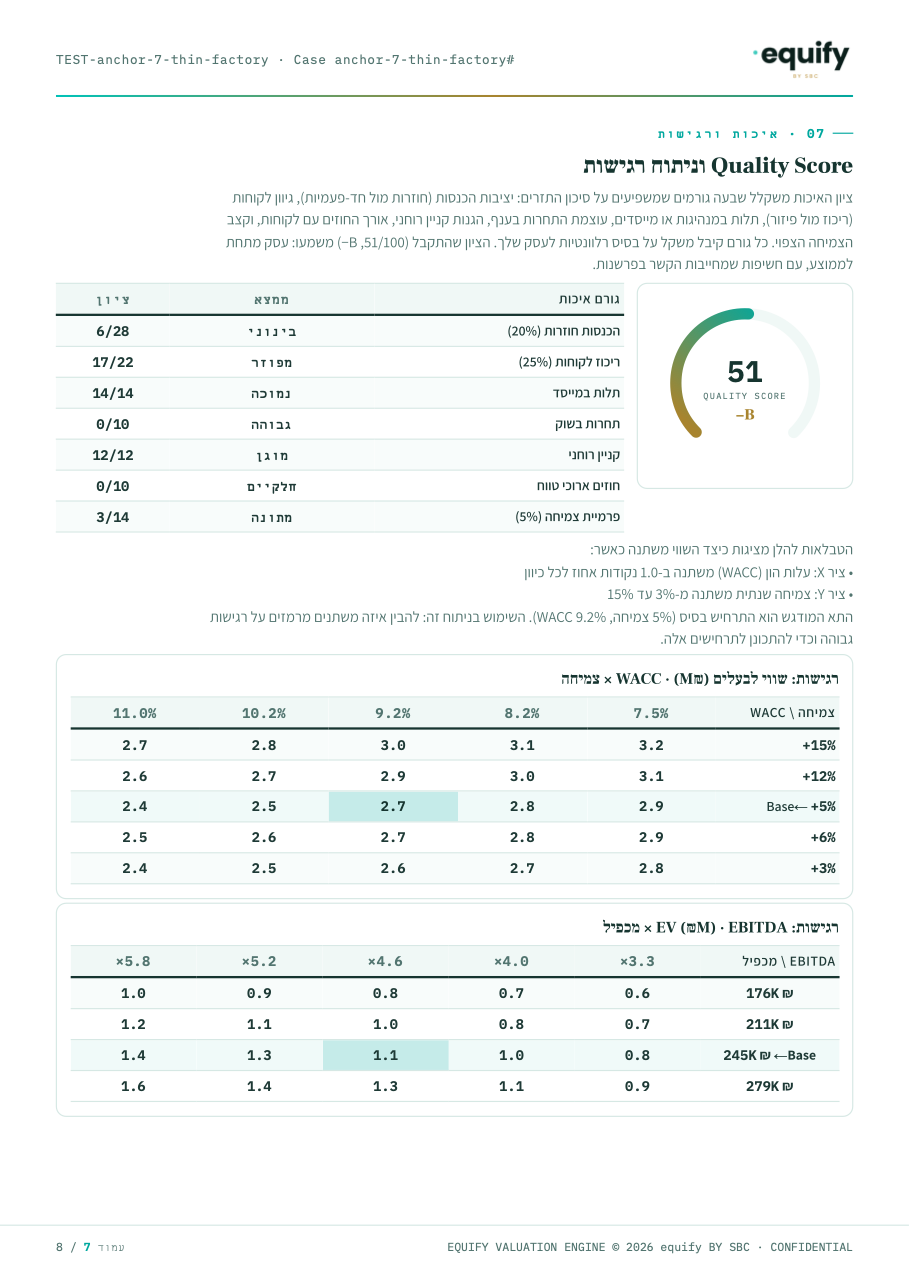 TEST-anchor-7-thin-factory · Case anchor-7-thin-factory#
equify
BY SBC
07 · איכות ורגישות
Quality Score וניתוח רגישות
ציון האיכות משקלל שבעה גורמים שמשפיעים על סיכון התזרים: יציבות הכנסות (חוזרות מול חד-פעמיות), גיוון לקוחות
(ריכוז מול פיזור), תלות במנהיגות או מייסדים, עוצמת התחרות בענף, הגנות קניין רוחני, אורך החוזים עם לקוחות, וקצב
הצמיחה הצפוי. כל גורם קיבל משקל על בסיס רלוונטיות לעסק שלך. הציון שהתקבל (51/100, B−) משמעו: עסק מתחת
לממוצע, עם חשיפות שמחייבות הקשר בפרשנות.
51
QUALITY SCORE
B−
גורם איכות ממצא ציון
הכנסות חוזרות (20%) בינוני 6/28
ריכוז לקוחות (25%) מפוזר 17/22
תלות במייסד נמוכה 14/14
תחרות בשוק גבוהה 0/10
קניין רוחני מוגן 12/12
חוזים ארוכי טווח חלקיים 0/10
פרמיית צמיחה (5%) מתונה 3/14
הטבלאות להלן מציגות כיצד השווי משתנה כאשר:
• ציר X: עלות הון (WACC) משתנה ב-1.0 נקודות אחוז לכל כיוון
• ציר Y: צמיחה שנתית משתנה מ-3% עד 15%
התא המודגש הוא התרחיש בסיס (5% צמיחה, WACC 9.2%). השימוש בניתוח זה: להבין איזה משתנים מרמזים על רגישות
גבוהה וכדי להתכונן לתרחישים אלה.
רגישות: שווי לבעלים (₪M) · WACC × צמיחה
צמיחה \ WACC 7.5% 8.2% 9.2% 10.2% 11.0%
+15% 3.2 3.1 3.0 2.8 2.7
+12% 3.1 3.0 2.9 2.7 2.6
+5% ←Base 2.9 2.8 2.7 2.5 2.4
+6% 2.9 2.8 2.7 2.6 2.5
+3% 2.8 2.7 2.6 2.5 2.4
רגישות: EV (₪M) · EBITDA × מכפיל
EBITDA \ מכפיל ×3.3 ×4.0 ×4.6 ×5.2 ×5.8
₪ 176K 0.6 0.7 0.8 0.9 1.0
₪ 211K 0.7 0.8 1.0 1.1 1.2
₪ 245K ←Base 0.8 1.0 1.1 1.3 1.4
₪ 279K 0.9 1.1 1.3 1.4 1.6
EQUIFY VALUATION ENGINE © 2026 equify BY SBC · CONFIDENTIAL
עמוד 7 / 8